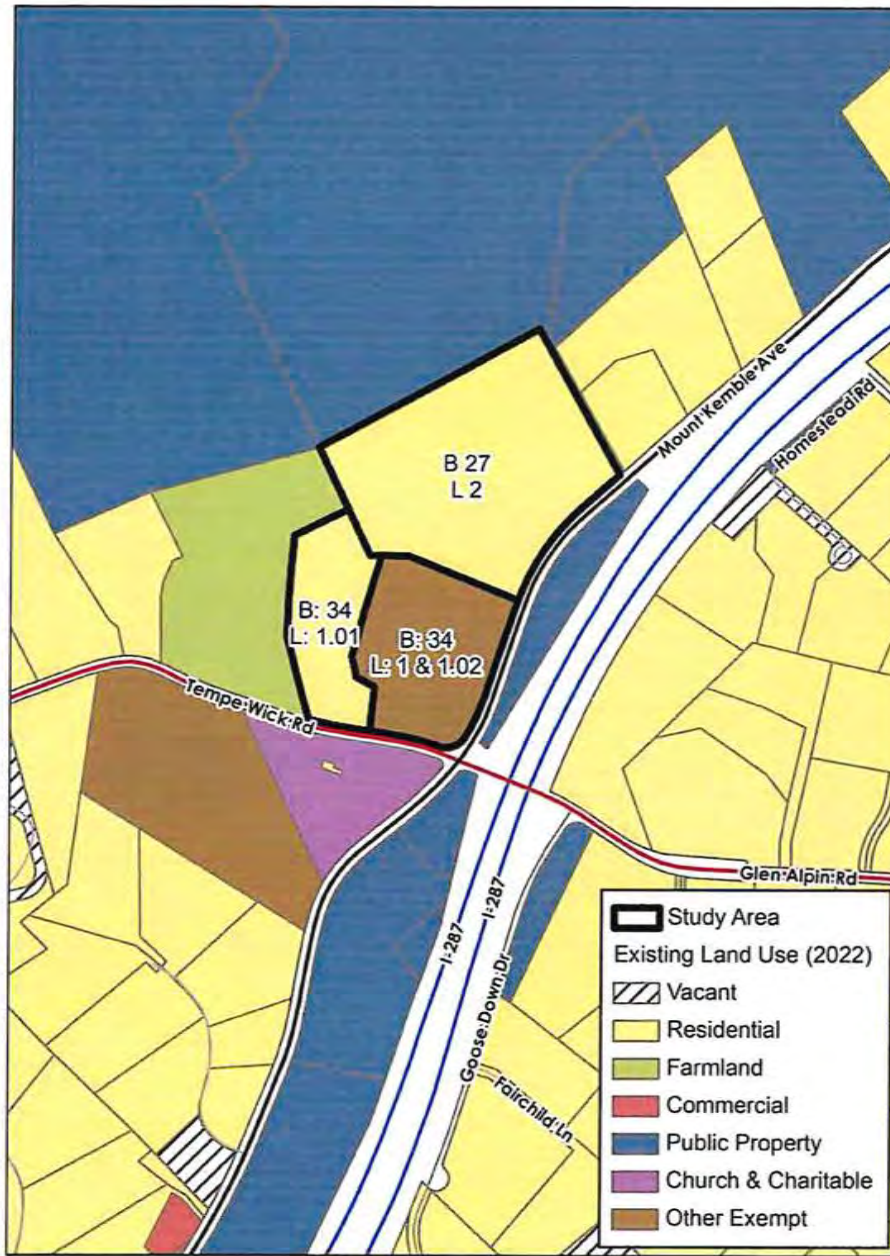 Mount Kemble Ave
Homestead Rd
B 27
L 2
B: 34
L: 1.01
B: 34
L: 1 & 1.02
Tempe Wick Rd
Glen Alpin Rd
I-287
I-287
Goose Down Dr
Fairchild Ln
Study Area
Existing Land Use (2022)
Vacant
Residential
Farmland
Commercial
Public Property
Church & Charitable
Other Exempt